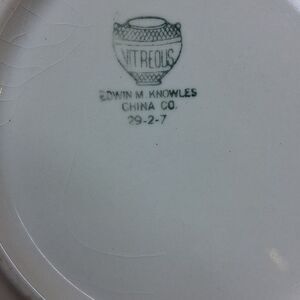 VITREOUS
EDWIN M. KNOWLES
CHINA CO.
29-2-7